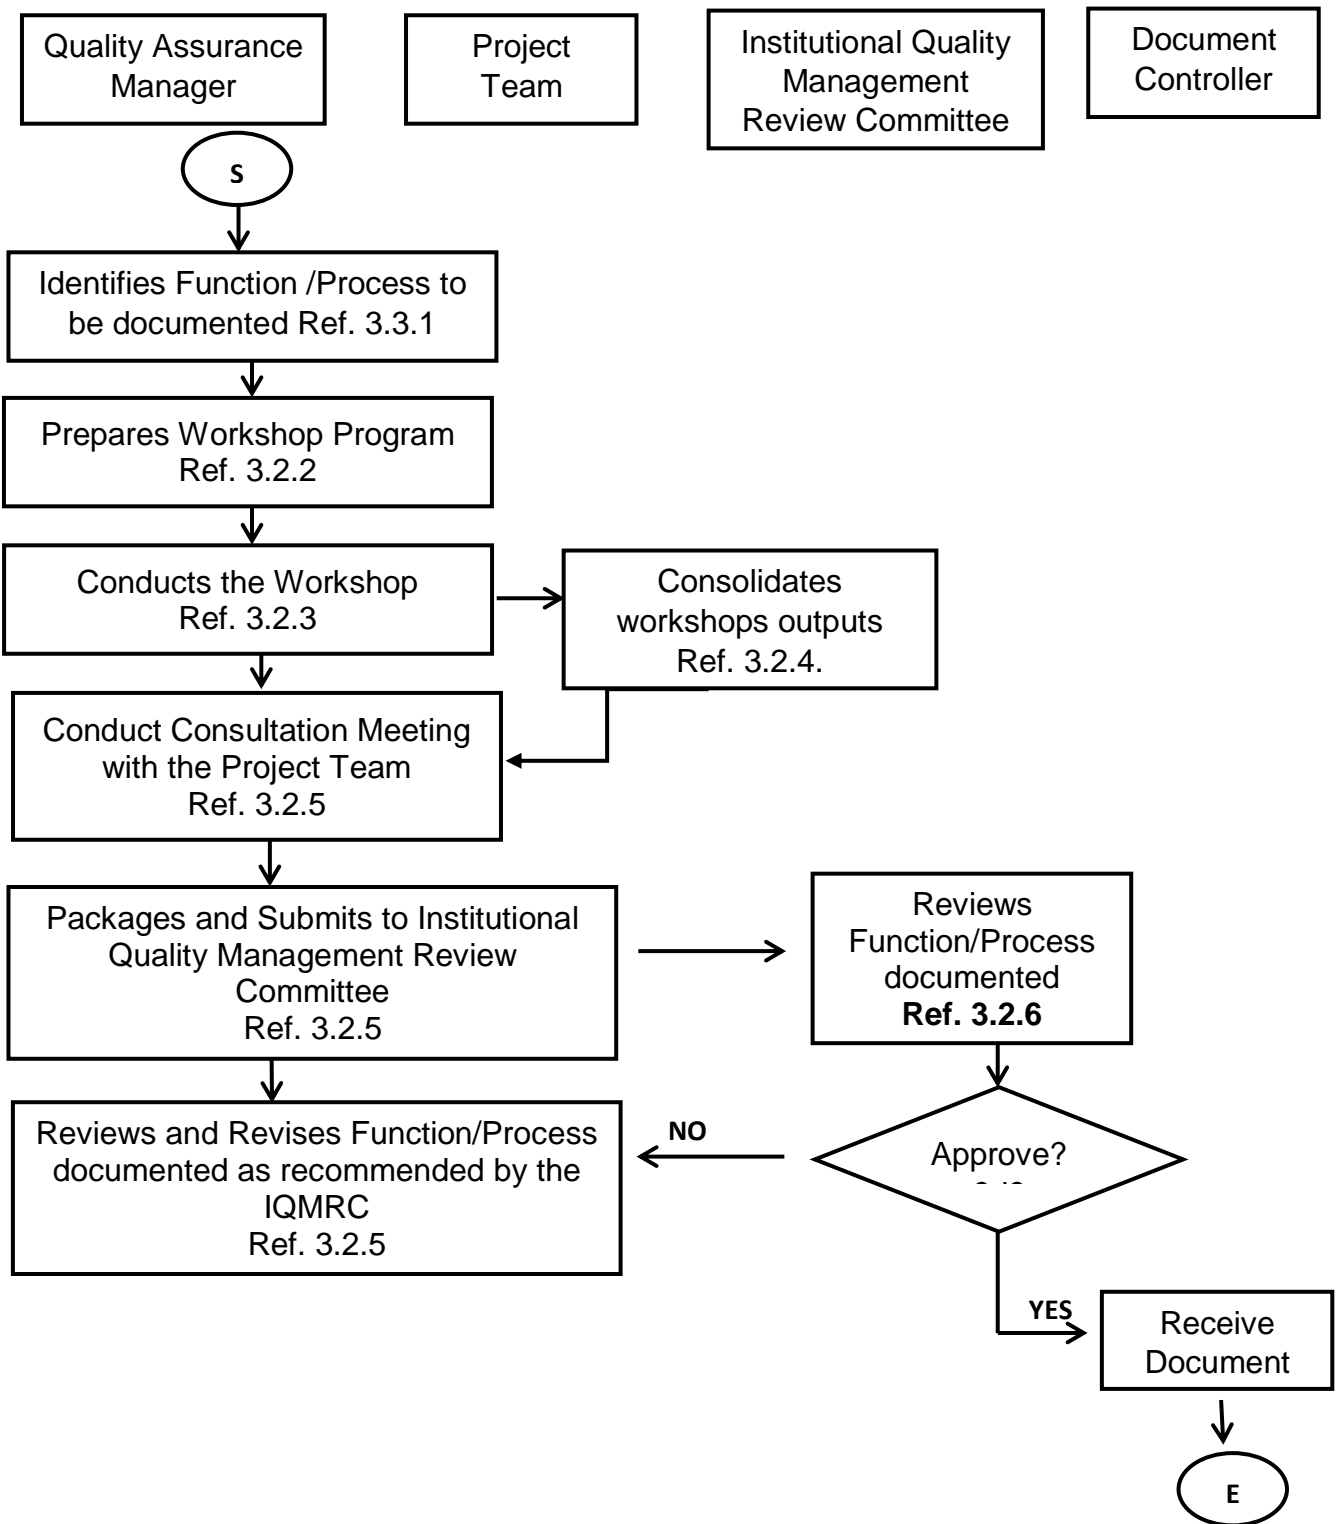 Quality Assurance
Manager
Project
Team
Institutional Quality
Management
Review Committee
Document
Controller
S
Identifies Function /Process to
be documented Ref. 3.3.1
Prepares Workshop Program
Ref. 3.2.2
Conducts the Workshop
Ref. 3.2.3
Consolidates
workshops outputs
Ref. 3.2.4.
Conduct Consultation Meeting
with the Project Team
Ref. 3.2.5
Packages and Submits to Institutional
Quality Management Review
Committee
Ref. 3.2.5
Reviews
Function/Process
documented
Ref. 3.2.6
Reviews and Revises Function/Process
documented as recommended by the
IQMRC
Ref. 3.2.5
NO
Approve?
YES
Receive
Document
E